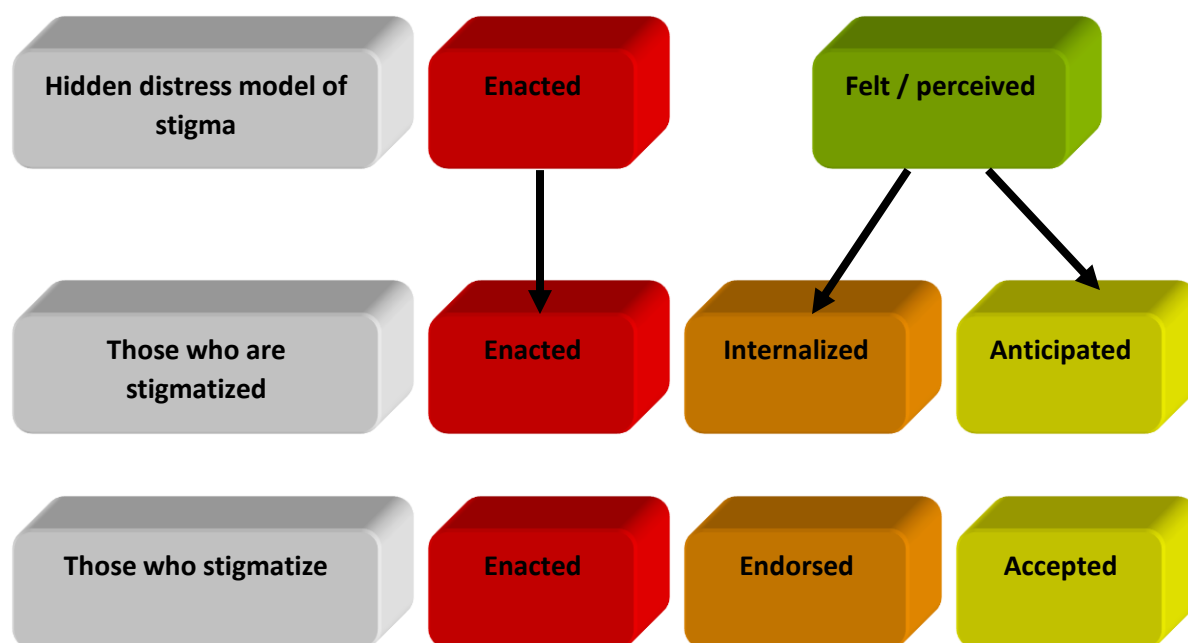 Hidden distress model of
stigma
Enacted
Felt / perceived
Those who are
stigmatized
Enacted
Internalized
Anticipated
Those who stigmatize
Enacted
Endorsed
Accepted